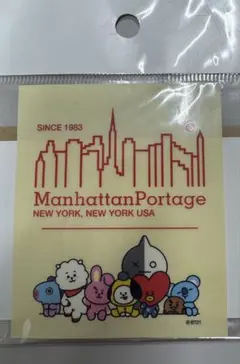 SINCE 1983
ManhattanPortage
NEW YORK, NEW YORK USA